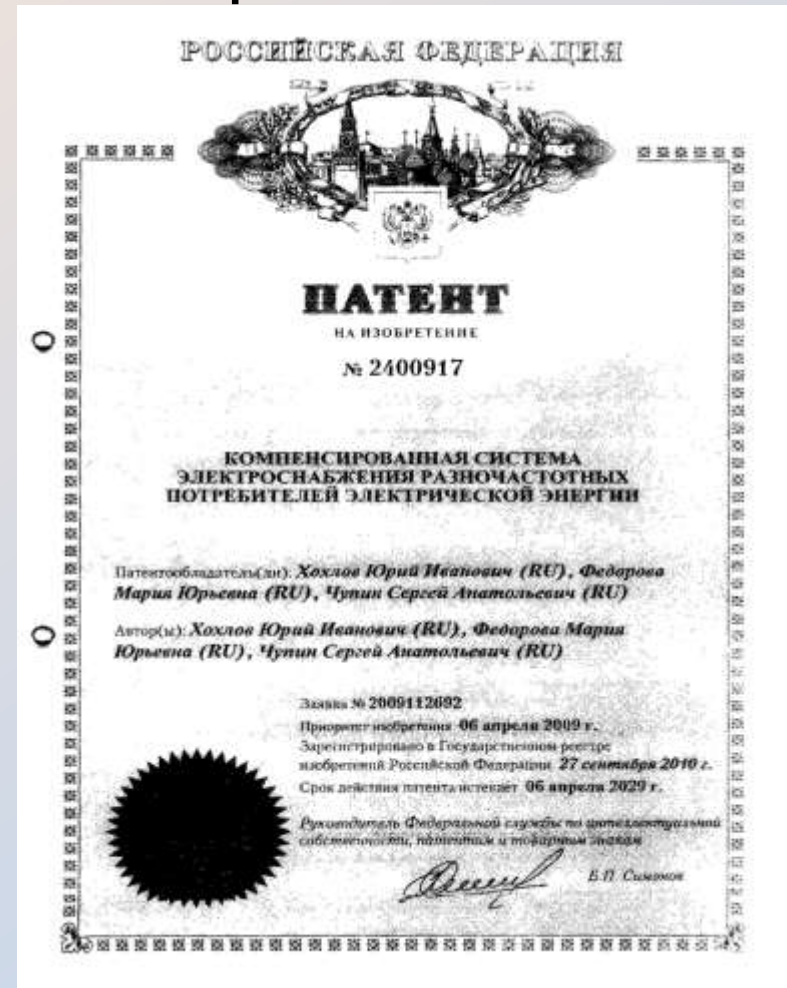 РОССИЙСКАЯ ФЕДЕРАЦИЯ
ПАТЕНТ
НА ИЗОБРЕТЕНИЕ
№ 2400917
КОМПЕНСИРОВАННАЯ СИСТЕМА
ЭЛЕКТРОСНАБЖЕНИЯ РАЗНОЧАСТОТНЫХ
ПОТРЕБИТЕЛЕЙ ЭЛЕКТРИЧЕСКОЙ ЭНЕРГИИ
Патентообладатель(ли): Хохлов Юрий Иванович (RU), Федорова
Мария Юрьевна (RU), Чупин Сергей Анатольевич (RU)
Автор(ы): Хохлов Юрий Иванович (RU), Федорова Мария
Юрьевна (RU), Чупин Сергей Анатольевич (RU)
Заявка № 2009112692
Приоритет изобретения 06 апреля 2009 г.
Зарегистрировано в Государственном реестре
изобретений Российской Федерации 27 сентября 2010 г.
Срок действия патента истекает 06 апреля 2029 г.
Руководитель Федеральной службы по интеллектуальной
собственности, патентам и товарным знакам
Б.П. Симонов